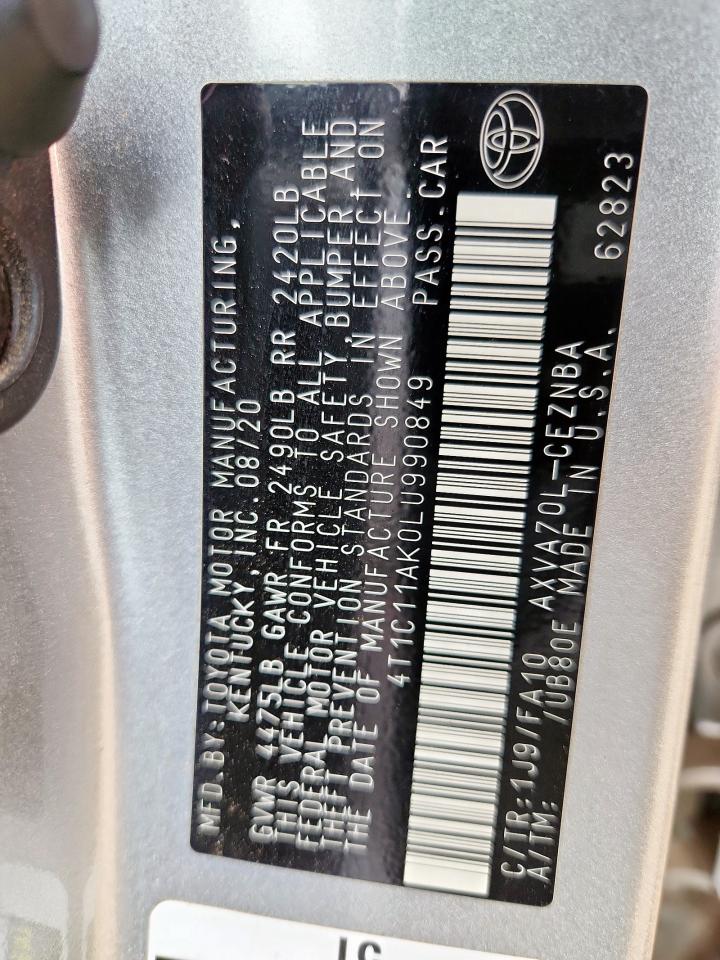 MFD.BY:TOYOTA MOTOR MANUFACTURING,
KENTUCKY, INC. 08/20
GVWR 4475LB GAWR FR 2490LB RR 2420LB
THIS VEHICLE CONFORMS TO ALL APPLICABLE
FEDERAL MOTOR VEHICLE SAFETY, BUMPER, AND
THEFT PREVENTION STANDARDS IN EFFECT ON
THE DATE OF MANUFACTURE SHOWN ABOVE.
4T1C11AK0LU990849 PASS.CAR
C/TR:1J9/FA10 AXVA70L-CEZNBA
A/TM: /UB80E MADE IN U.S.A. 62823